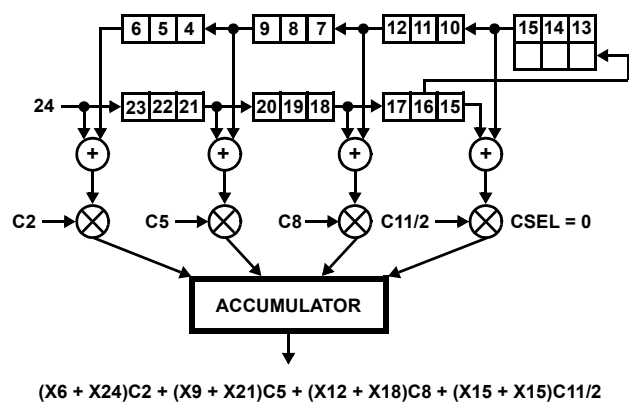 6 5 4 9 8 7 12 11 10 15 14 13
24 23 22 21 20 19 18 17 16 15
+ + + +
C2 C5 C8 C11/2 CSEL = 0
ACCUMULATOR
(X6 + X24)C2 + (X9 + X21)C5 + (X12 + X18)C8 + (X15 + X15)C11/2